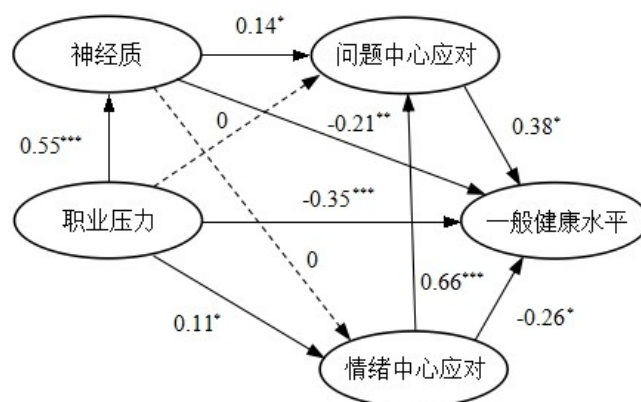 0.14*
神经质
问题中心应对
0
-0.21**
0.55***
0.38*
职业压力
-0.35***
一般健康水平
0
0.66***
0.11*
-0.26*
情绪中心应对